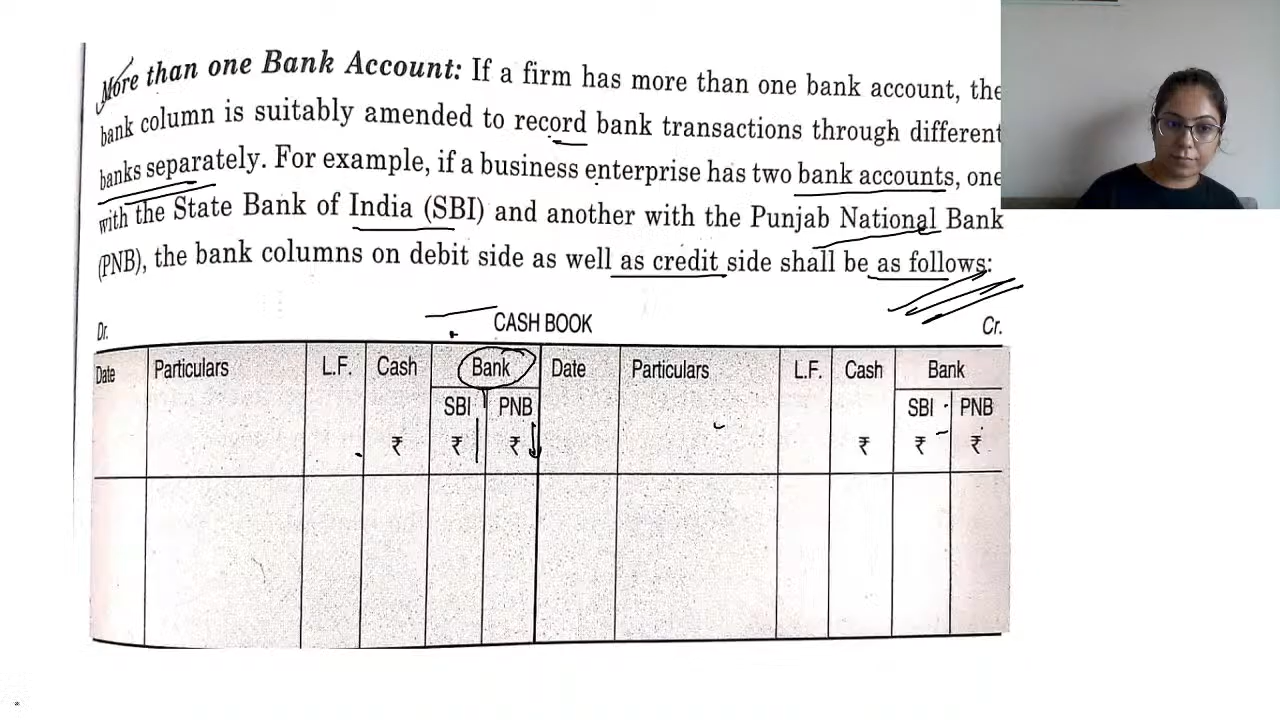 More than one Bank Account: If a firm has more than one bank account, the
bank column is suitably amended to record bank transactions through different
banks separately. For example, if a business enterprise has two bank accounts, one
with the State Bank of India (SBI) and another with the Punjab National Bank
(PNB), the bank columns on debit side as well as credit side shall be as follows:
Dr. CASH BOOK Cr.
Date Particulars L.F. Cash Bank Date Particulars L.F. Cash Bank
SBI PNB SBI PNB
₹ ₹ ₹ ₹ ₹ ₹